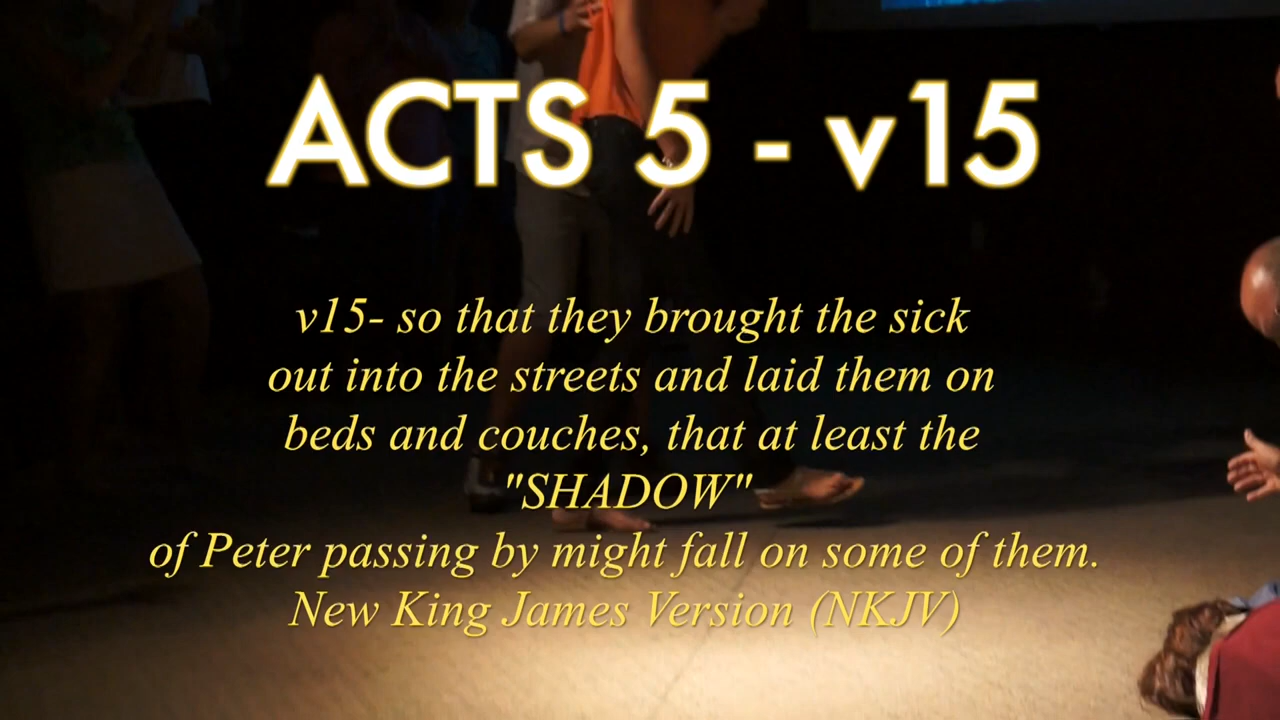 ACTS 5 - v15
v15- so that they brought the sick
out into the streets and laid them on
beds and couches, that at least the
"SHADOW"
of Peter passing by might fall on some of them.
New King James Version (NKJV)